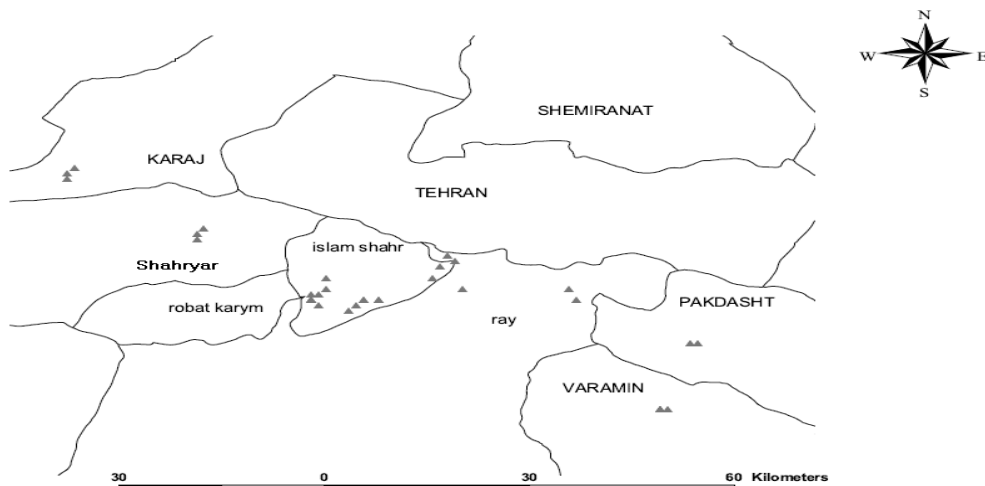 N
W E
S
SHEMIRANAT
KARAJ
TEHRAN
islam shahr
Shahryar
robat karym
PAKDASHT
ray
VARAMIN
30 0 30 60 Kilometers